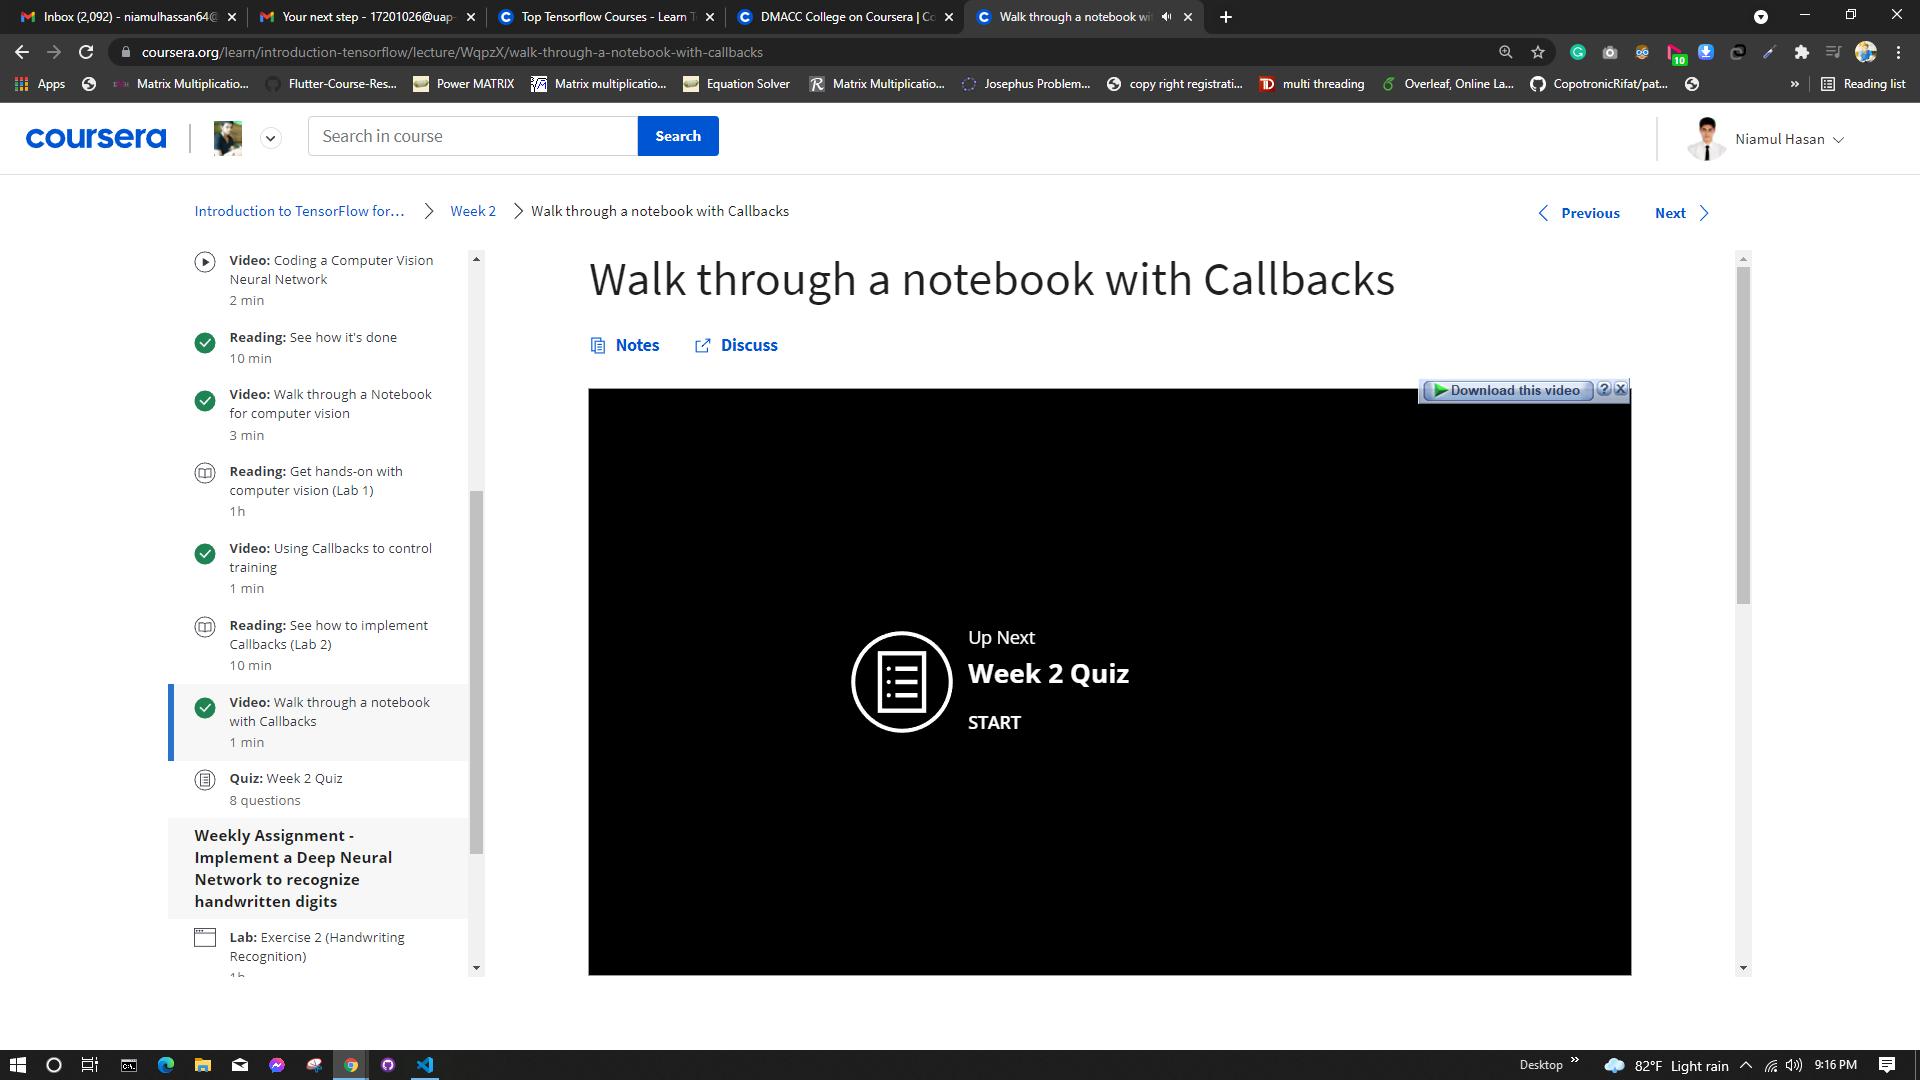 Inbox (2,092) - niamulhassan64@
Your next step - 17201026@uap-
Top Tensorflow Courses - Learn T
DMACC College on Coursera | Co
Walk through a notebook wi
coursera.org/learn/introduction-tensorflow/lecture/WqpzX/walk-through-a-notebook-with-callbacks
10
Apps
Matrix Multiplicatio...
Flutter-Course-Res...
Power MATRIX
Matrix multiplicatio...
Equation Solver
Matrix Multiplicatio...
Josephus Problem...
copy right registrati...
multi threading
Overleaf, Online La...
CopotronicRifat/pat...
»
Reading list
coursera
Search in course
Search
Niamul Hasan
Introduction to TensorFlow for...
Week 2
Walk through a notebook with Callbacks
Previous
Next
Video: Coding a Computer Vision
Neural Network
2 min
Reading: See how it's done
10 min
Video: Walk through a Notebook
for computer vision
3 min
Reading: Get hands-on with
computer vision (Lab 1)
1h
Video: Using Callbacks to control
training
1 min
Reading: See how to implement
Callbacks (Lab 2)
10 min
Video: Walk through a notebook
with Callbacks
1 min
Quiz: Week 2 Quiz
8 questions
Weekly Assignment -
Implement a Deep Neural
Network to recognize
handwritten digits
Lab: Exercise 2 (Handwriting
Recognition)
1h
Walk through a notebook with Callbacks
Notes
Discuss
Download this video
Up Next
Week 2 Quiz
START
Desktop
82°F Light rain
9:16 PM